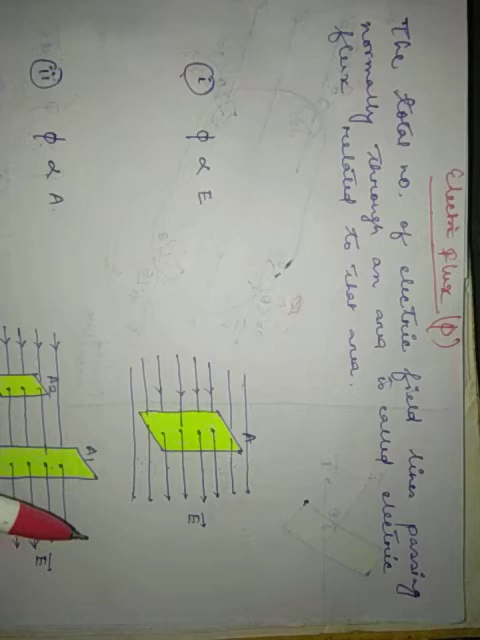 Electric flux (φ)
The total no. of electric field lines passing
normally through an area is called electric
flux related to that area.
(i) φ α E
A
E
(ii) φ α A
A2
A1
E